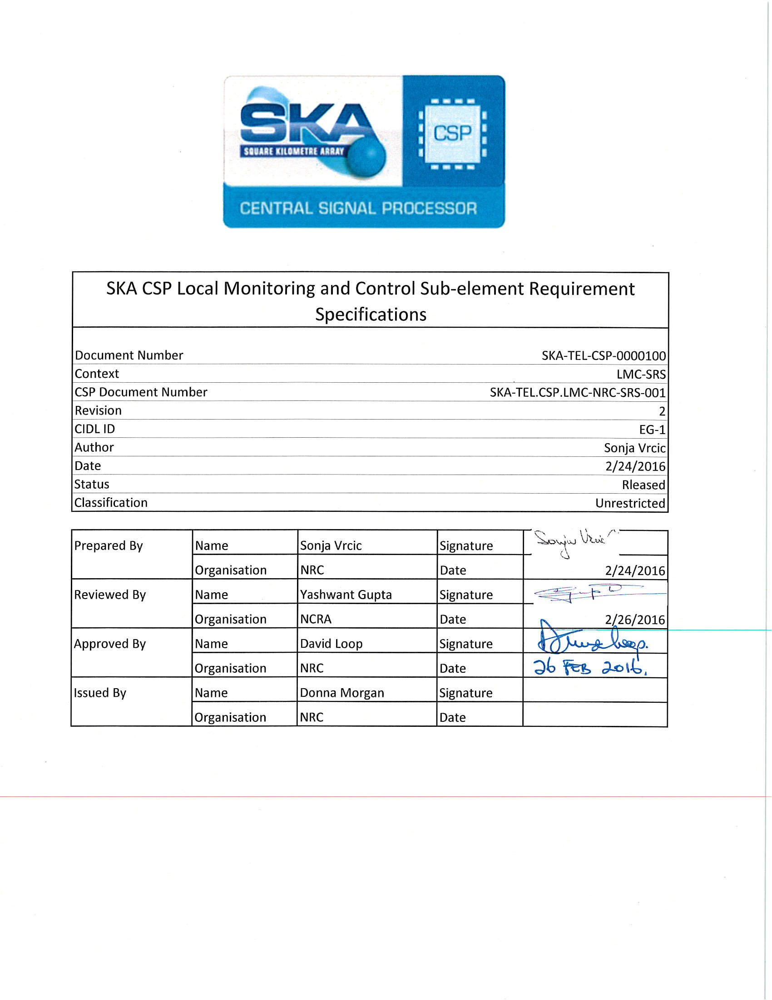 SKA
SQUARE KILOMETRE ARRAY
CSP
CENTRAL SIGNAL PROCESSOR
SKA CSP Local Monitoring and Control Sub-element Requirement
Specifications
Document Number SKA-TEL-CSP-0000100
Context LMC-SRS
CSP Document Number SKA-TEL.CSP.LMC-NRC-SRS-001
Revision 2
CIDL ID EG-1
Author Sonja Vrcic
Date 2/24/2016
Status Rleased
Classification Unrestricted
Prepared By Name Sonja Vrcic Signature Sonja Vrcic
Organisation NRC Date 2/24/2016
Reviewed By Name Yashwant Gupta Signature
Organisation NCRA Date 2/26/2016
Approved By Name David Loop Signature
Organisation NRC Date 26 FEB 2016.
Issued By Name Donna Morgan Signature
Organisation NRC Date